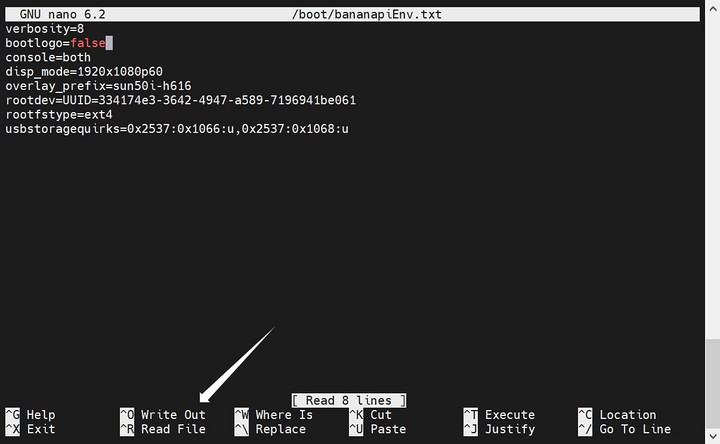 GNU nano 6.2 /boot/bananapiEnv.txt
verbosity=8
bootlogo=false
console=both
disp_mode=1920x1080p60
overlay_prefix=sun50i-h616
rootdev=UUID=334174e3-3642-4947-a589-7196941be061
rootfstype=ext4
usbstoragequirks=0x2537:0x1066:u,0x2537:0x1068:u
[ Read 8 lines ]
^G Help ^O Write Out ^W Where Is ^K Cut ^T Execute ^C Location
^X Exit ^R Read File ^\ Replace ^U Paste ^J Justify ^/ Go To Line